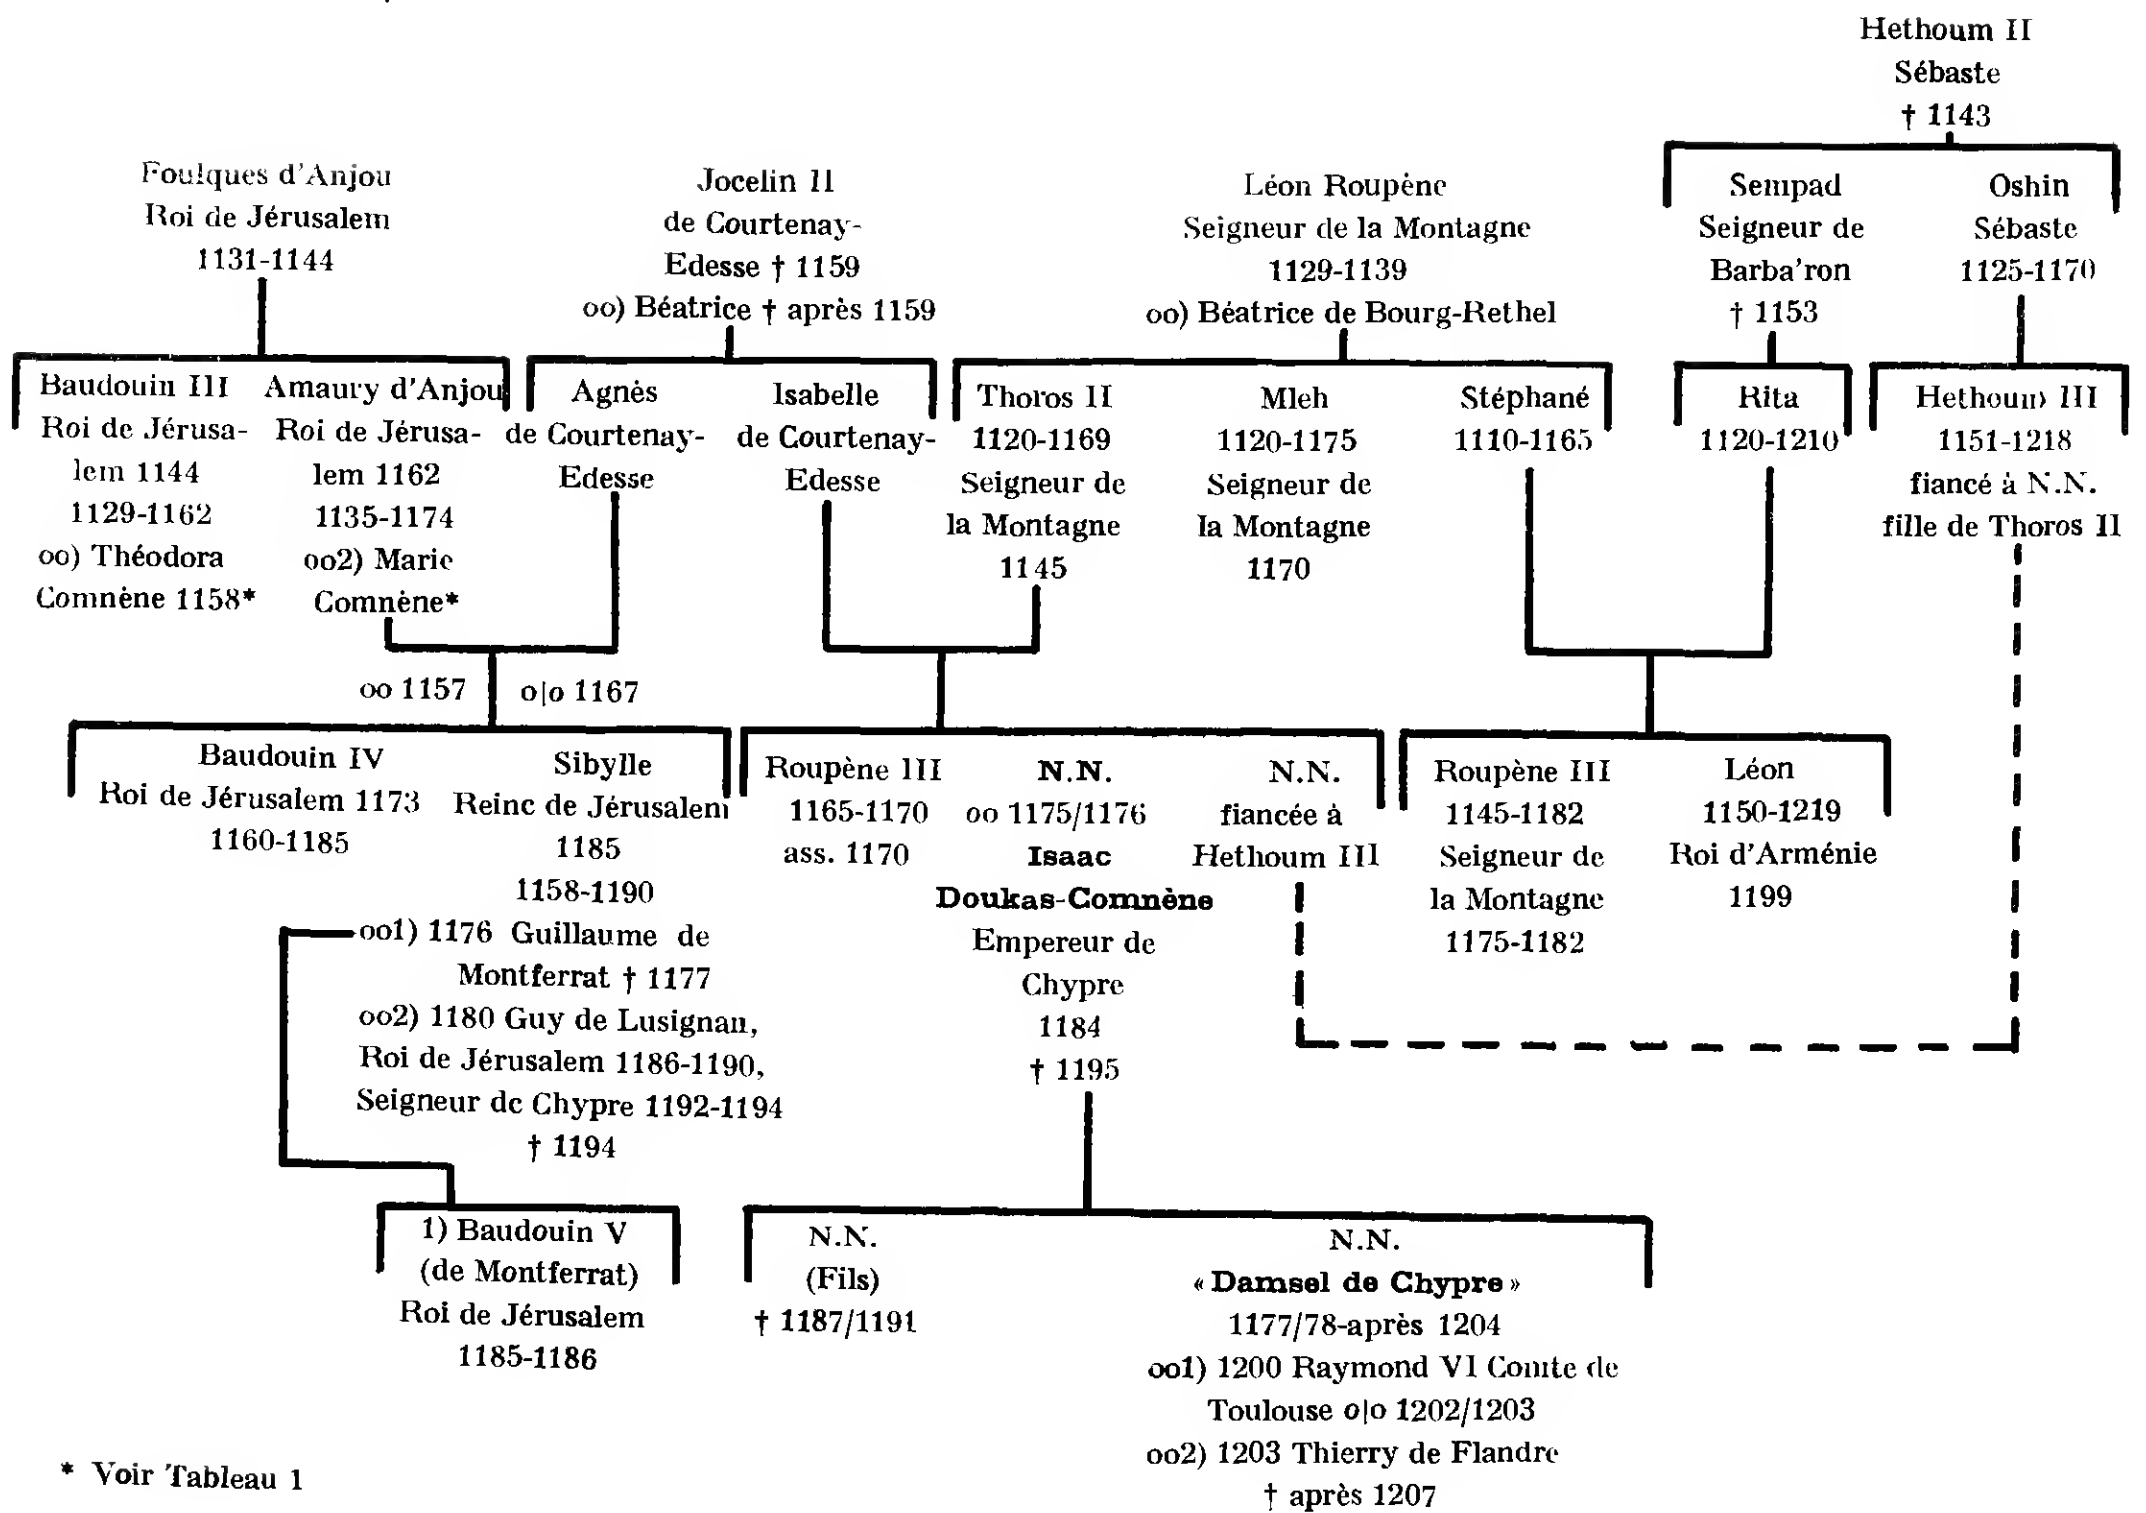 Hethoum II
Sébaste
† 1143
Foulques d'Anjou
Roi de Jérusalem
1131-1144
Jocelin II
de Courtenay-
Edesse † 1159
oo) Béatrice † après 1159
Léon Roupène
Seigneur de la Montagne
1129-1139
oo) Béatrice de Bourg-Rethel
Sempad
Seigneur de
Barba'ron
† 1153
Oshin
Sébaste
1125-1170
Baudouin III
Roi de Jérusa-
lem 1144
1129-1162
oo) Théodora
Comnène 1158*
Amaury d'Anjou
Roi de Jérusa-
lem 1162
1135-1174
oo2) Marie
Comnène*
Agnès
de Courtenay-
Edesse
Isabelle
de Courtenay-
Edesse
Thoros II
1120-1169
Seigneur de
la Montagne
1145
Mleh
1120-1175
Seigneur de
la Montagne
1170
Stéphané
1110-1165
Rita
1120-1210
Hethoum III
1151-1218
fiancé à N.N.
fille de Thoros II
oo 1157
o|o 1167
Baudouin IV
Roi de Jérusalem 1173
1160-1185
Sibylle
Reine de Jérusalem
1185
1158-1190
oo1) 1176 Guillaume de
Montferrat † 1177
oo2) 1180 Guy de Lusignan,
Roi de Jérusalem 1186-1190,
Seigneur de Chypre 1192-1194
† 1194
Roupène III
1165-1170
ass. 1170
N.N.
oo 1175/1176
Isaac
Doukas-Comnène
Empereur de
Chypre
1184
† 1195
N.N.
fiancée à
Hethoum III
Roupène III
1145-1182
Seigneur de
la Montagne
1175-1182
Léon
1150-1219
Roi d'Arménie
1199
1) Baudouin V
(de Montferrat)
Roi de Jérusalem
1185-1186
N.N.
(Fils)
† 1187/1191
N.N.
« Damsel de Chypre »
1177/78-après 1204
oo1) 1200 Raymond VI Comte de
Toulouse o|o 1202/1203
oo2) 1203 Thierry de Flandre
† après 1207
* Voir Tableau 1